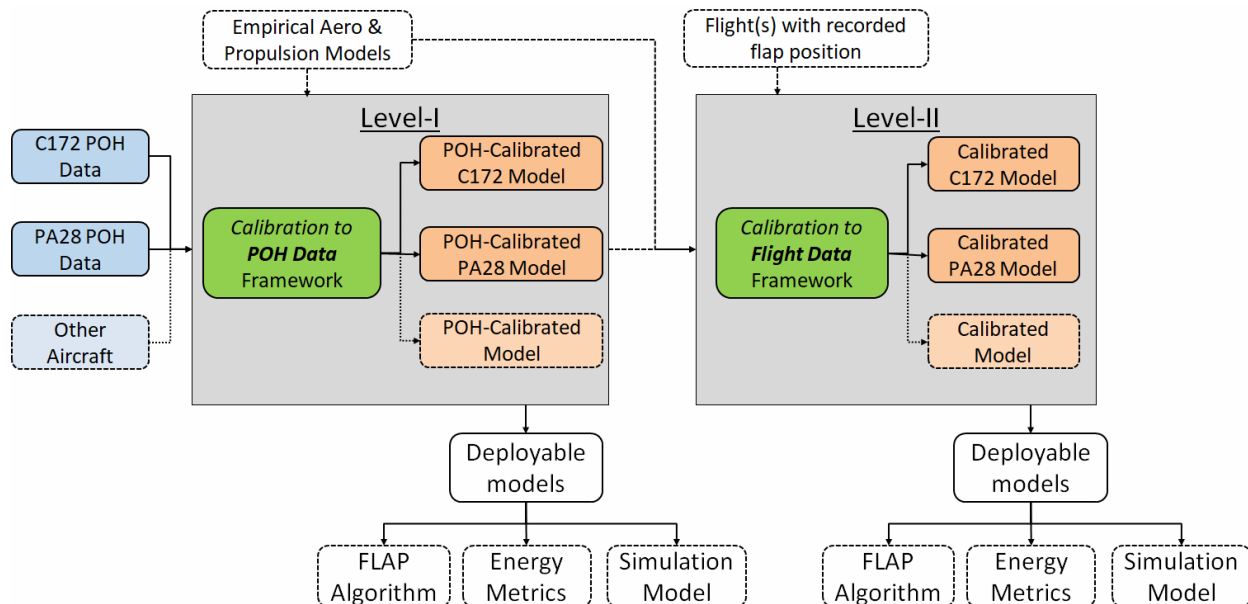 Empirical Aero &
Propulsion Models
Flight(s) with recorded
flap position
Level-I
Level-II
C172 POH
Data
PA28 POH
Data
Other
Aircraft
Calibration to
POH Data
Framework
POH-Calibrated
C172 Model
POH-Calibrated
PA28 Model
POH-Calibrated
Model
Calibration to
Flight Data
Framework
Calibrated
C172 Model
Calibrated
PA28 Model
Calibrated
Model
Deployable
models
FLAP
Algorithm
Energy
Metrics
Simulation
Model
Deployable
models
FLAP
Algorithm
Energy
Metrics
Simulation
Model